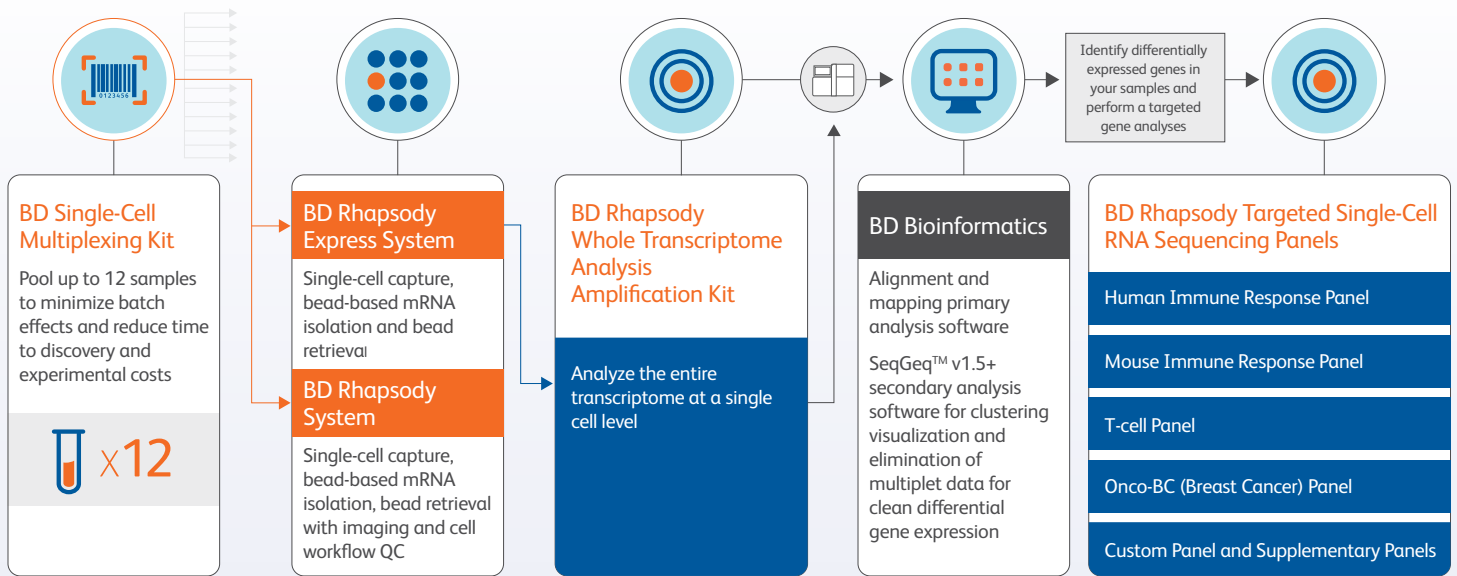 0123456
BD Single-Cell
Multiplexing Kit
Pool up to 12 samples
to minimize batch
effects and reduce time
to discovery and
experimental costs
x12
BD Rhapsody
Express System
Single-cell capture,
bead-based mRNA
isolation and bead
retrieval
BD Rhapsody
System
Single-cell capture,
bead-based mRNA
isolation, bead retrieval
with imaging and cell
workflow QC
BD Rhapsody
Whole Transcriptome
Analysis
Amplification Kit
Analyze the entire
transcriptome at a single
cell level
BD Bioinformatics
Alignment and
mapping primary
analysis software
SeqGeq™ v1.5+
secondary analysis
software for clustering
visualization and
elimination of
multiplet data for
clean differential
gene expression
Identify differentially
expressed genes in
your samples and
perform a targeted
gene analyses
BD Rhapsody Targeted Single-Cell
RNA Sequencing Panels
Human Immune Response Panel
Mouse Immune Response Panel
T-cell Panel
Onco-BC (Breast Cancer) Panel
Custom Panel and Supplementary Panels